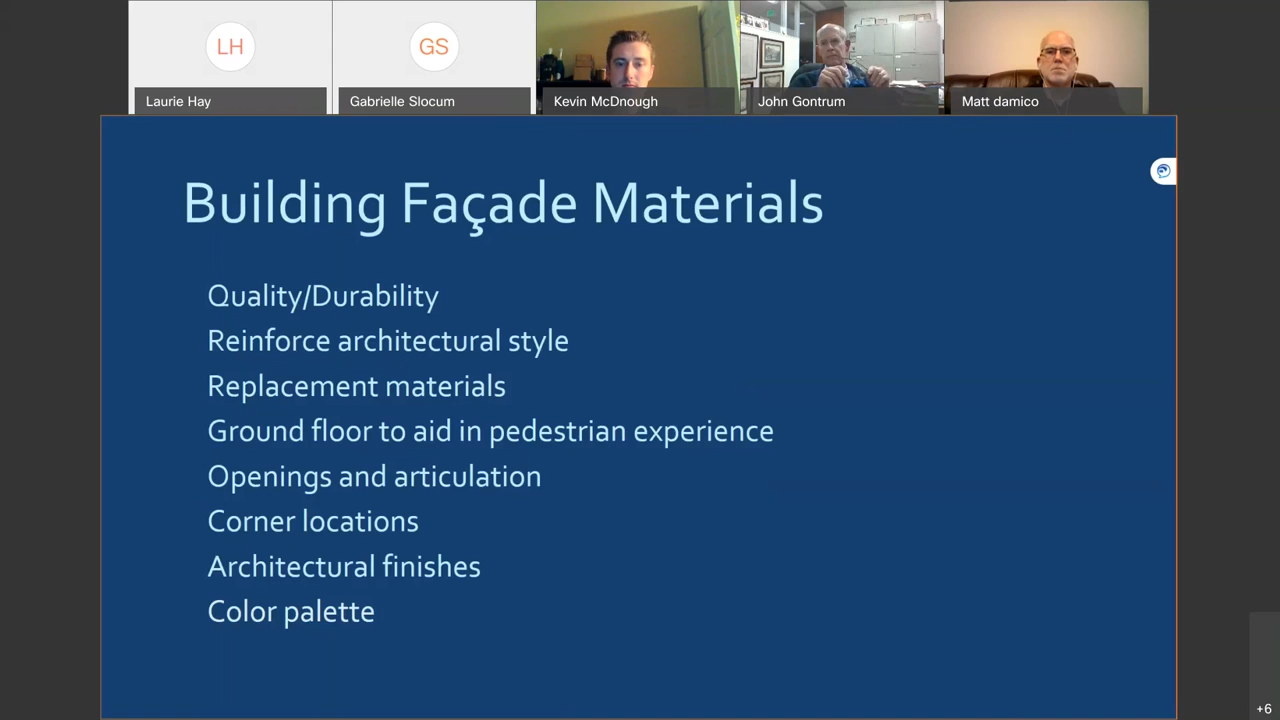 LH
GS
Laurie Hay
Gabrielle Slocum
Kevin McDnough
John Gontrum
Matt damico
Building Façade Materials
Quality/Durability
Reinforce architectural style
Replacement materials
Ground floor to aid in pedestrian experience
Openings and articulation
Corner locations
Architectural finishes
Color palette
+6